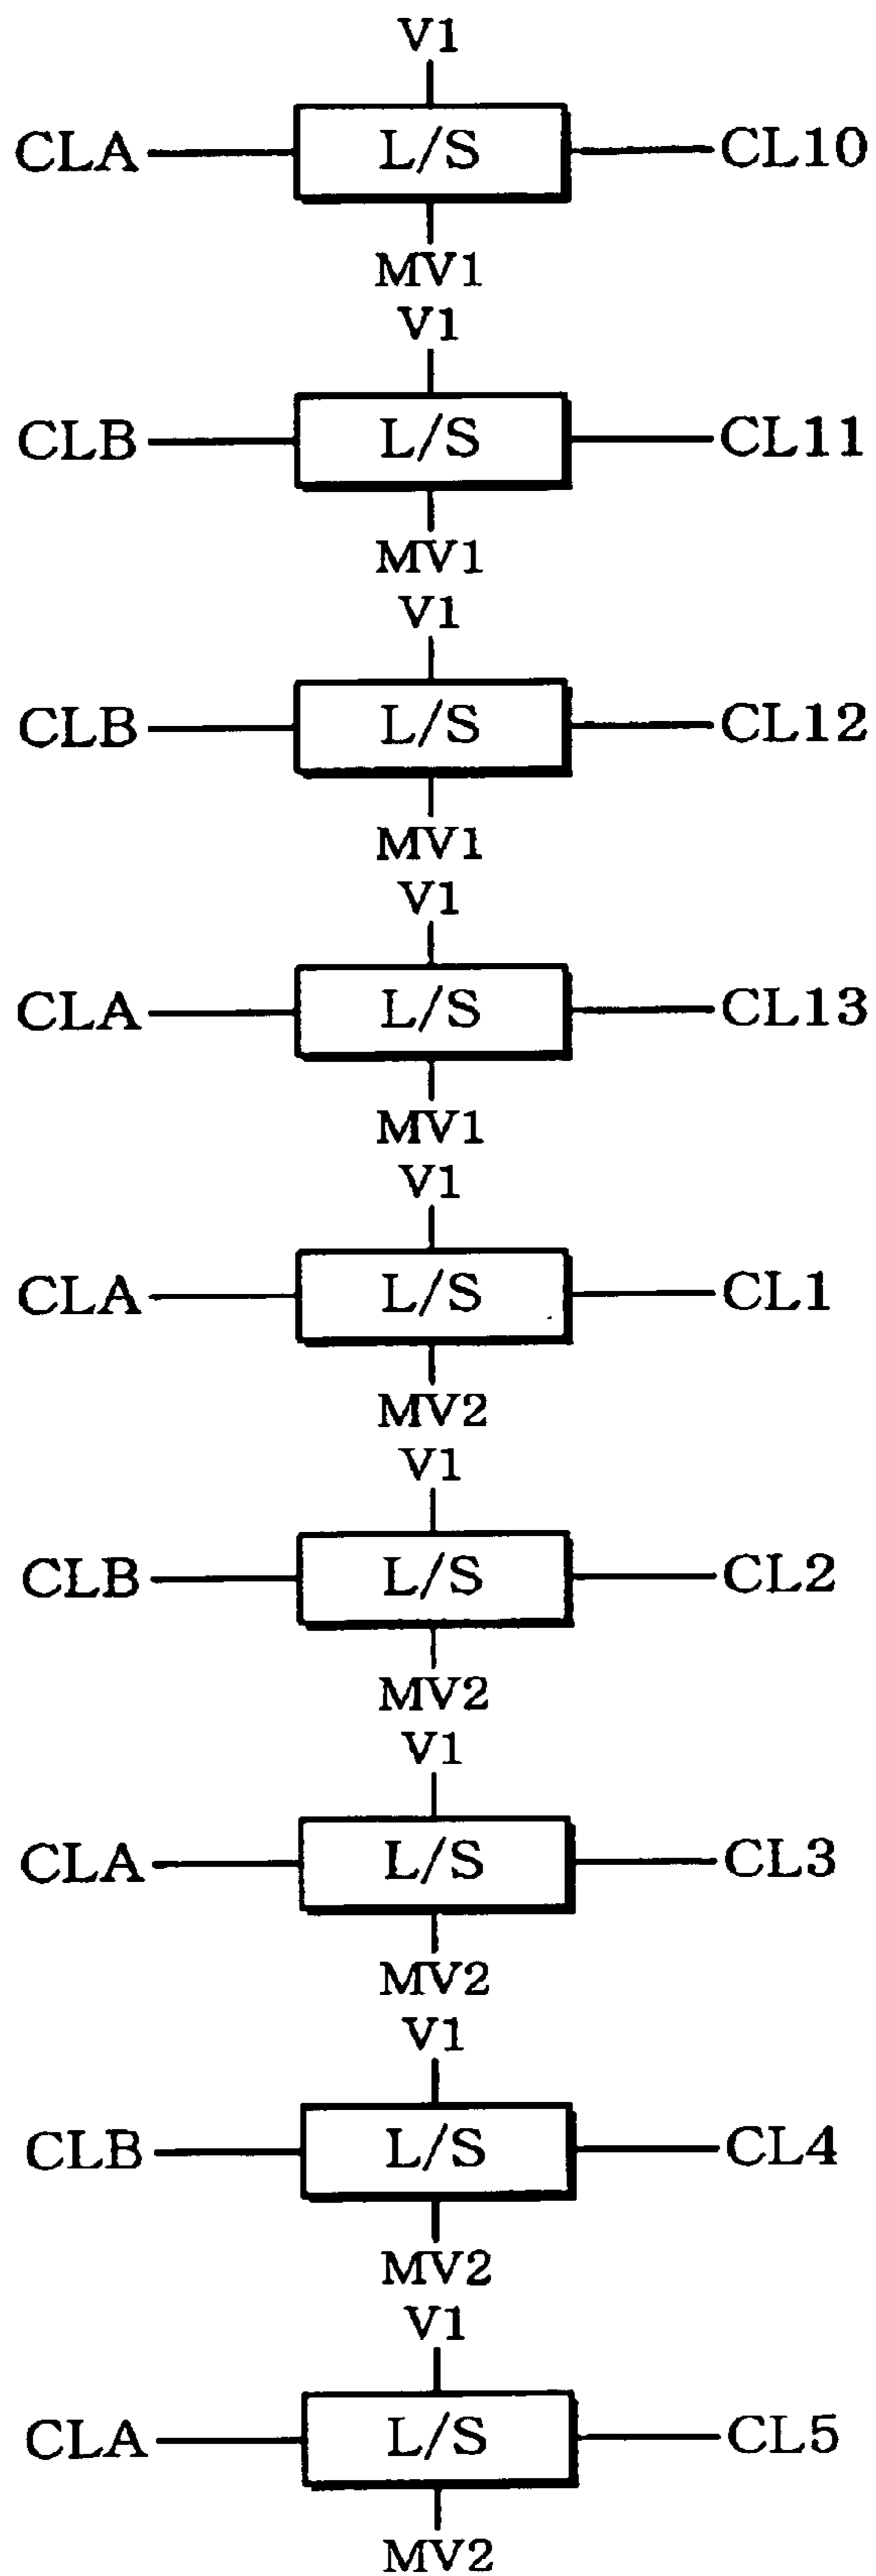 V1
CLA L/S CL10
MV1
V1
CLB L/S CL11
MV1
V1
CLB L/S CL12
MV1
V1
CLA L/S CL13
MV1
V1
CLA L/S CL1
MV2
V1
CLB L/S CL2
MV2
V1
CLA L/S CL3
MV2
V1
CLB L/S CL4
MV2
V1
CLA L/S CL5
MV2